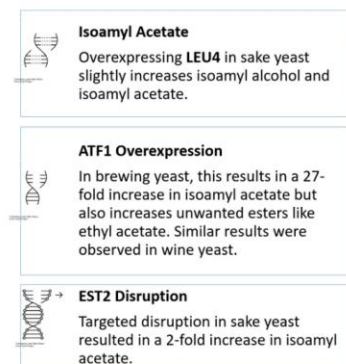 Isoamyl Acetate
Overexpressing LEU4 in sake yeast
slightly increases isoamyl alcohol and
isoamyl acetate.
ATF1 Overexpression
In brewing yeast, this results in a 27-
fold increase in isoamyl acetate but
also increases unwanted esters like
ethyl acetate. Similar results were
observed in wine yeast.
EST2 Disruption
Targeted disruption in sake yeast
resulted in a 2-fold increase in isoamyl
acetate.